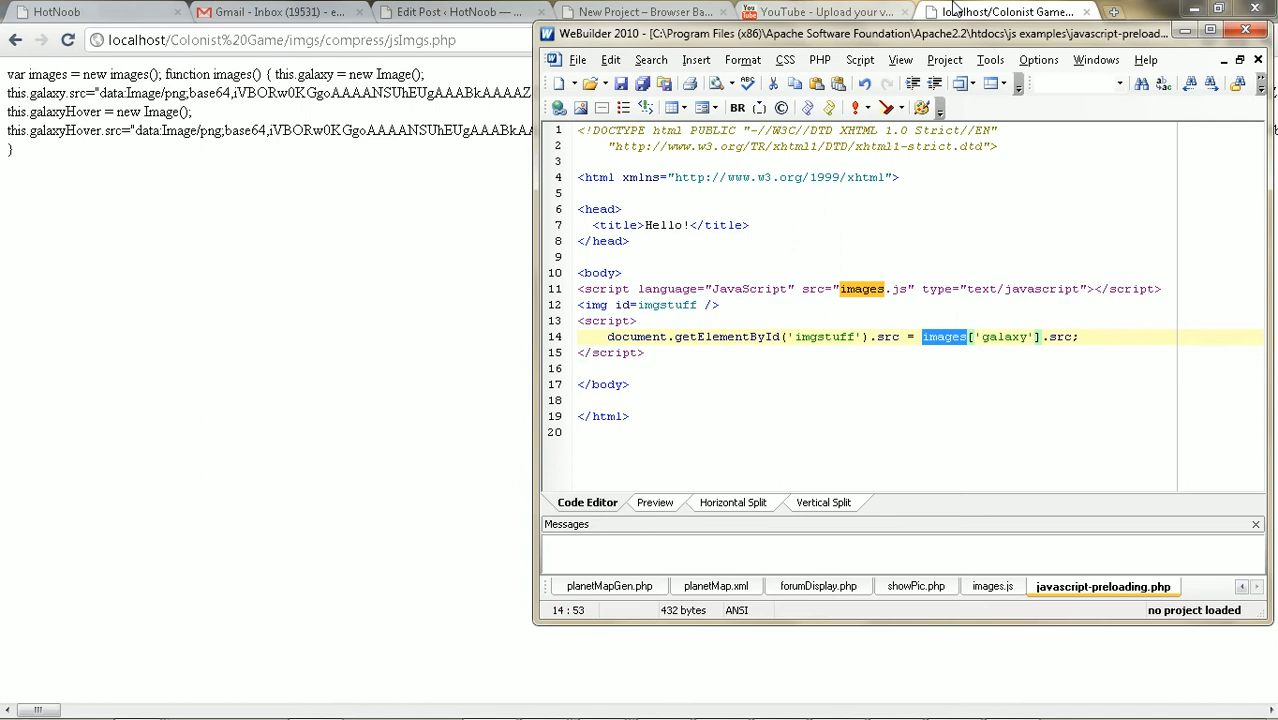 HotNoob
Gmail - Inbox (19531) - e...
Edit Post ‹ HotNoob — ...
New Project – Browser Ba...
YouTube - Upload your v...
localhost/Colonist Game...
localhost/Colonist%20Game/imgs/compress/jsImgs.php
var images = new images(); function images() { this.galaxy = new Image();
this.galaxy.src="data:Image/png;base64,iVBORw0KGgoAAAANSUhEUgAAABkAAAAZ
this.galaxyHover = new Image();
this.galaxyHover.src="data:Image/png;base64,iVBORw0KGgoAAAANSUhEUgAAABkAA
}
WeBuilder 2010 - [C:\Program Files (x86)\Apache Software Foundation\Apache2.2\htdocs\js examples\javascript-preload...
File Edit Search Insert Format CSS PHP Script View Project Tools Options Windows Help
BR
1 <!DOCTYPE html PUBLIC "-//W3C//DTD XHTML 1.0 Strict//EN"
2 "http://www.w3.org/TR/xhtml1/DTD/xhtml1-strict.dtd">
3
4 <html xmlns="http://www.w3.org/1999/xhtml">
5
6 <head>
7 <title>Hello!</title>
8 </head>
9
10 <body>
11 <script language="JavaScript" src="images.js" type="text/javascript"></script>
12 <img id=imgstuff />
13 <script>
14 document.getElementById('imgstuff').src = images['galaxy'].src;
15 </script>
16
17 </body>
18
19 </html>
20
Code Editor Preview Horizontal Split Vertical Split
Messages
planetMapGen.php planetMap.xml forumDisplay.php showPic.php images.js javascript-preloading.php
14 : 53 432 bytes ANSI no project loaded